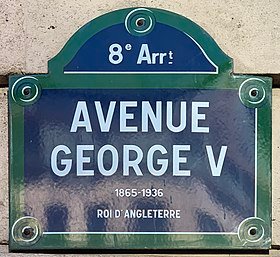 8e Arrt
AVENUE
GEORGE V
1865-1936
ROI D'ANGLETERRE